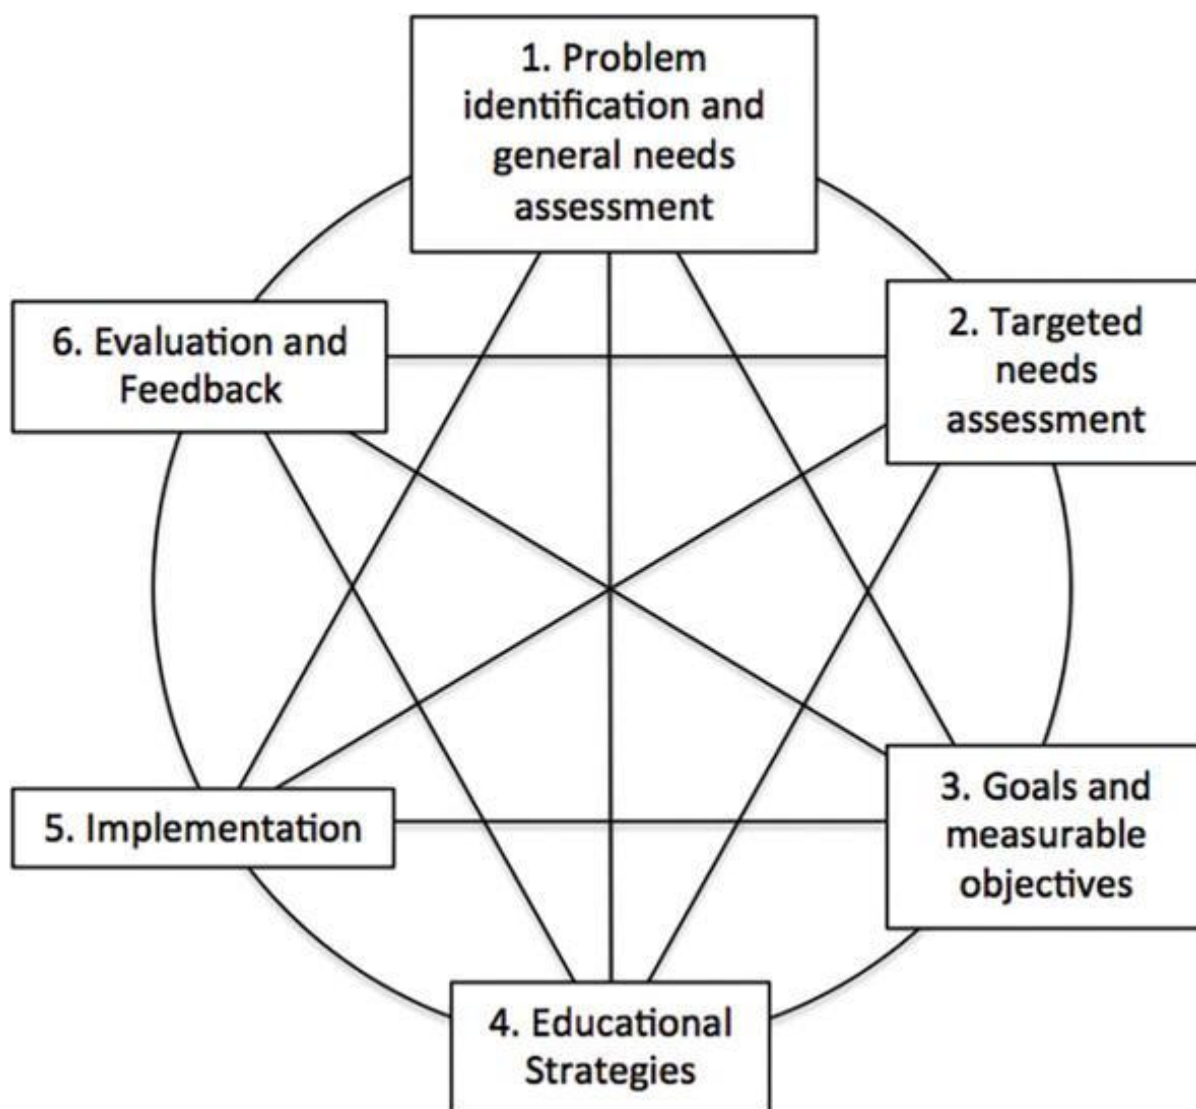 1. Problem
identification and
general needs
assessment
2. Targeted
needs
assessment
3. Goals and
measurable
objectives
4. Educational
Strategies
5. Implementation
6. Evaluation and
Feedback